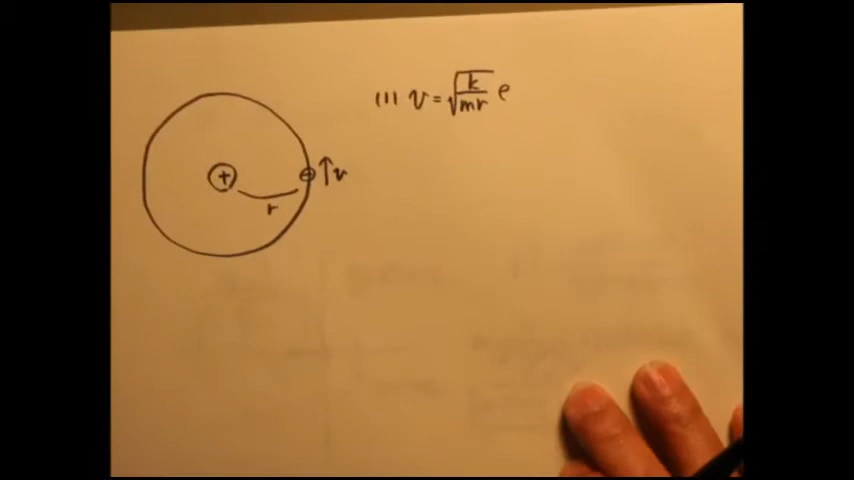 (1) v = √(k/mr) e
+
- ↑v
r